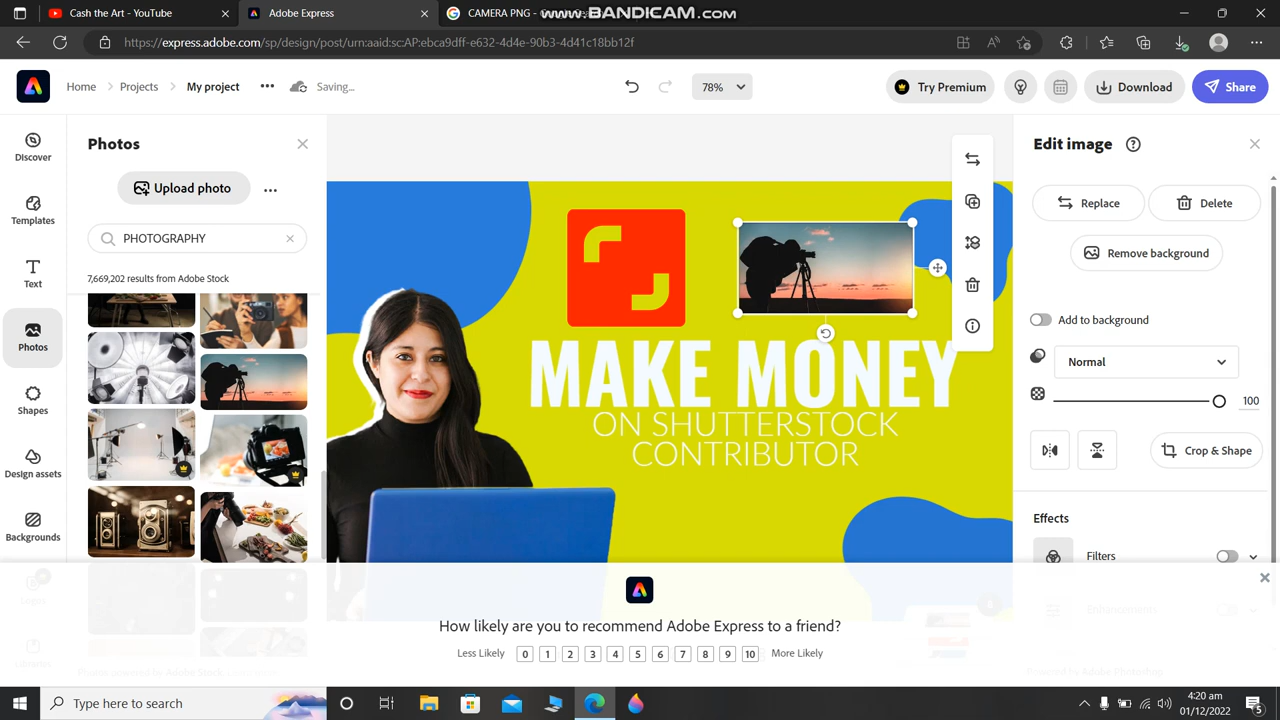 Cash the Art - YouTube
Adobe Express
CAMERA PNG - G
www.BANDICAM.com
https://express.adobe.com/sp/design/post/urn:aaid:sc:AP:ebca9dff-e632-4d4e-90b3-4d41c18bb12f
Home
Projects
My project
Saving...
78%
Try Premium
Download
Share
Discover
Templates
Text
Photos
Shapes
Design assets
Backgrounds
Photos
Upload photo
PHOTOGRAPHY
7,669,202 results from Adobe Stock
MAKE MONEY
ON SHUTTERSTOCK
CONTRIBUTOR
Edit image
Replace
Delete
Remove background
Add to background
Normal
100
Crop & Shape
Effects
Filters
Enhancements
How likely are you to recommend Adobe Express to a friend?
Less Likely 0 1 2 3 4 5 6 7 8 9 10 More Likely
Type here to search
4:20 am
01/12/2022
5